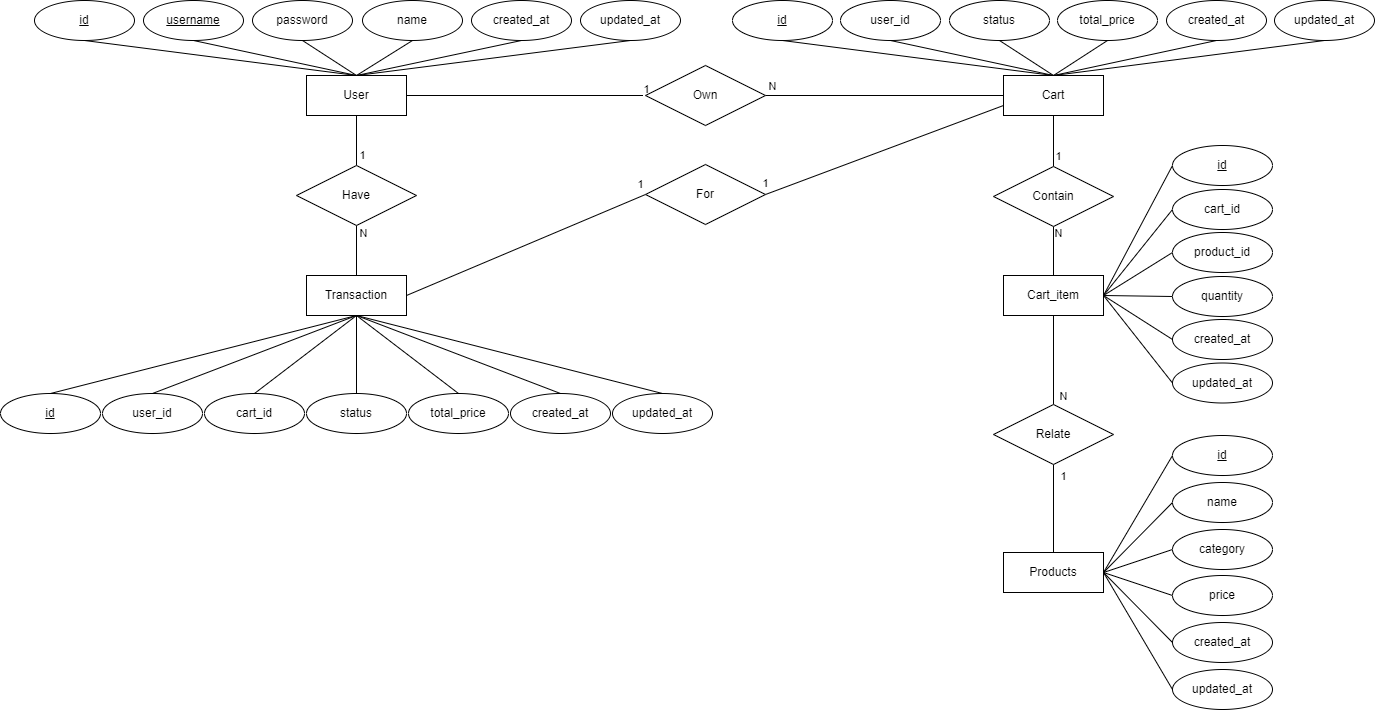 id
username
password
name
created_at
updated_at
id
user_id
status
total_price
created_at
updated_at
User
1
Own
N
Cart
1
Have
N
1
For
1
1
Contain
N
id
cart_id
product_id
quantity
created_at
updated_at
Transaction
Cart_item
id
user_id
cart_id
status
total_price
created_at
updated_at
N
Relate
1
Products
id
name
category
price
created_at
updated_at